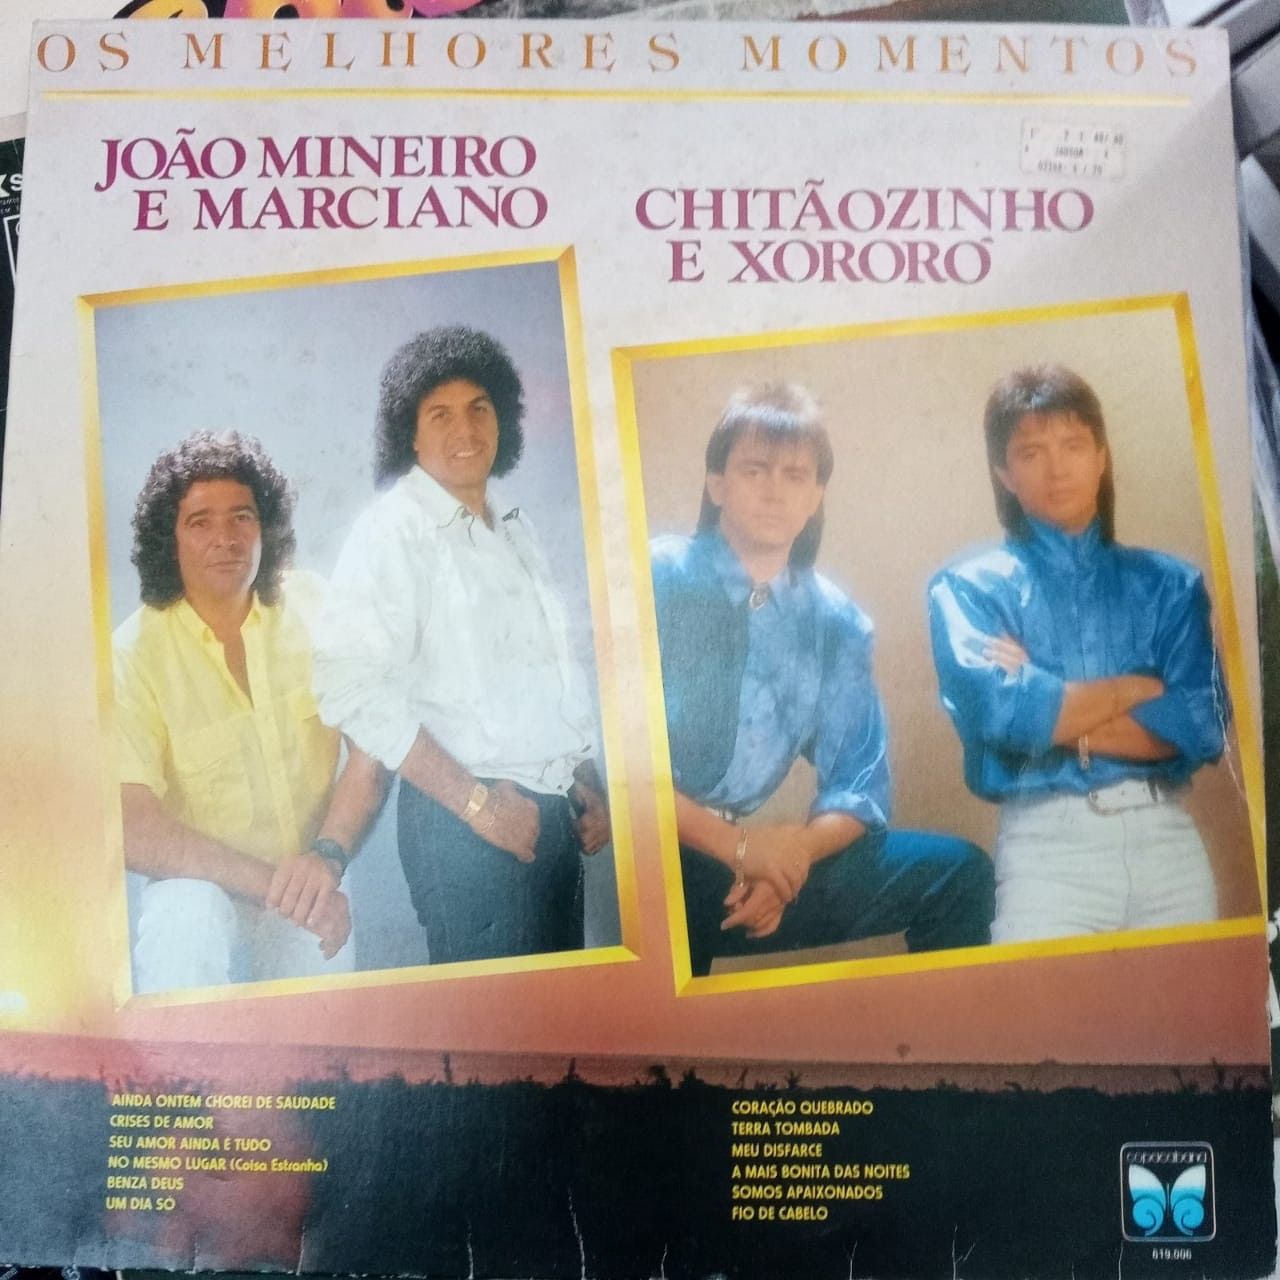 OS MELHORES MOMENTOS
JOÃO MINEIRO
E MARCIANO
CHITÃOZINHO
E XORORÓ
AINDA ONTEM CHOREI DE SAUDADE
CRISES DE AMOR
SEU AMOR AINDA É TUDO
NO MESMO LUGAR (Coisa Estranha)
BENZA DEUS
UM DIA SÓ
CORAÇÃO QUEBRADO
TERRA TOMBADA
MEU DISFARCE
A MAIS BONITA DAS NOITES
SOMOS APAIXONADOS
FIO DE CABELO
copacabana
619.006